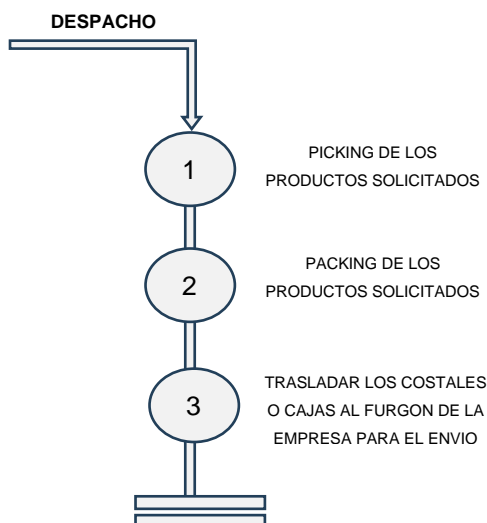 DESPACHO
1
PICKING DE LOS
PRODUCTOS SOLICITADOS
2
PACKING DE LOS
PRODUCTOS SOLICITADOS
3
TRASLADAR LOS COSTALES
O CAJAS AL FURGON DE LA
EMPRESA PARA EL ENVIO